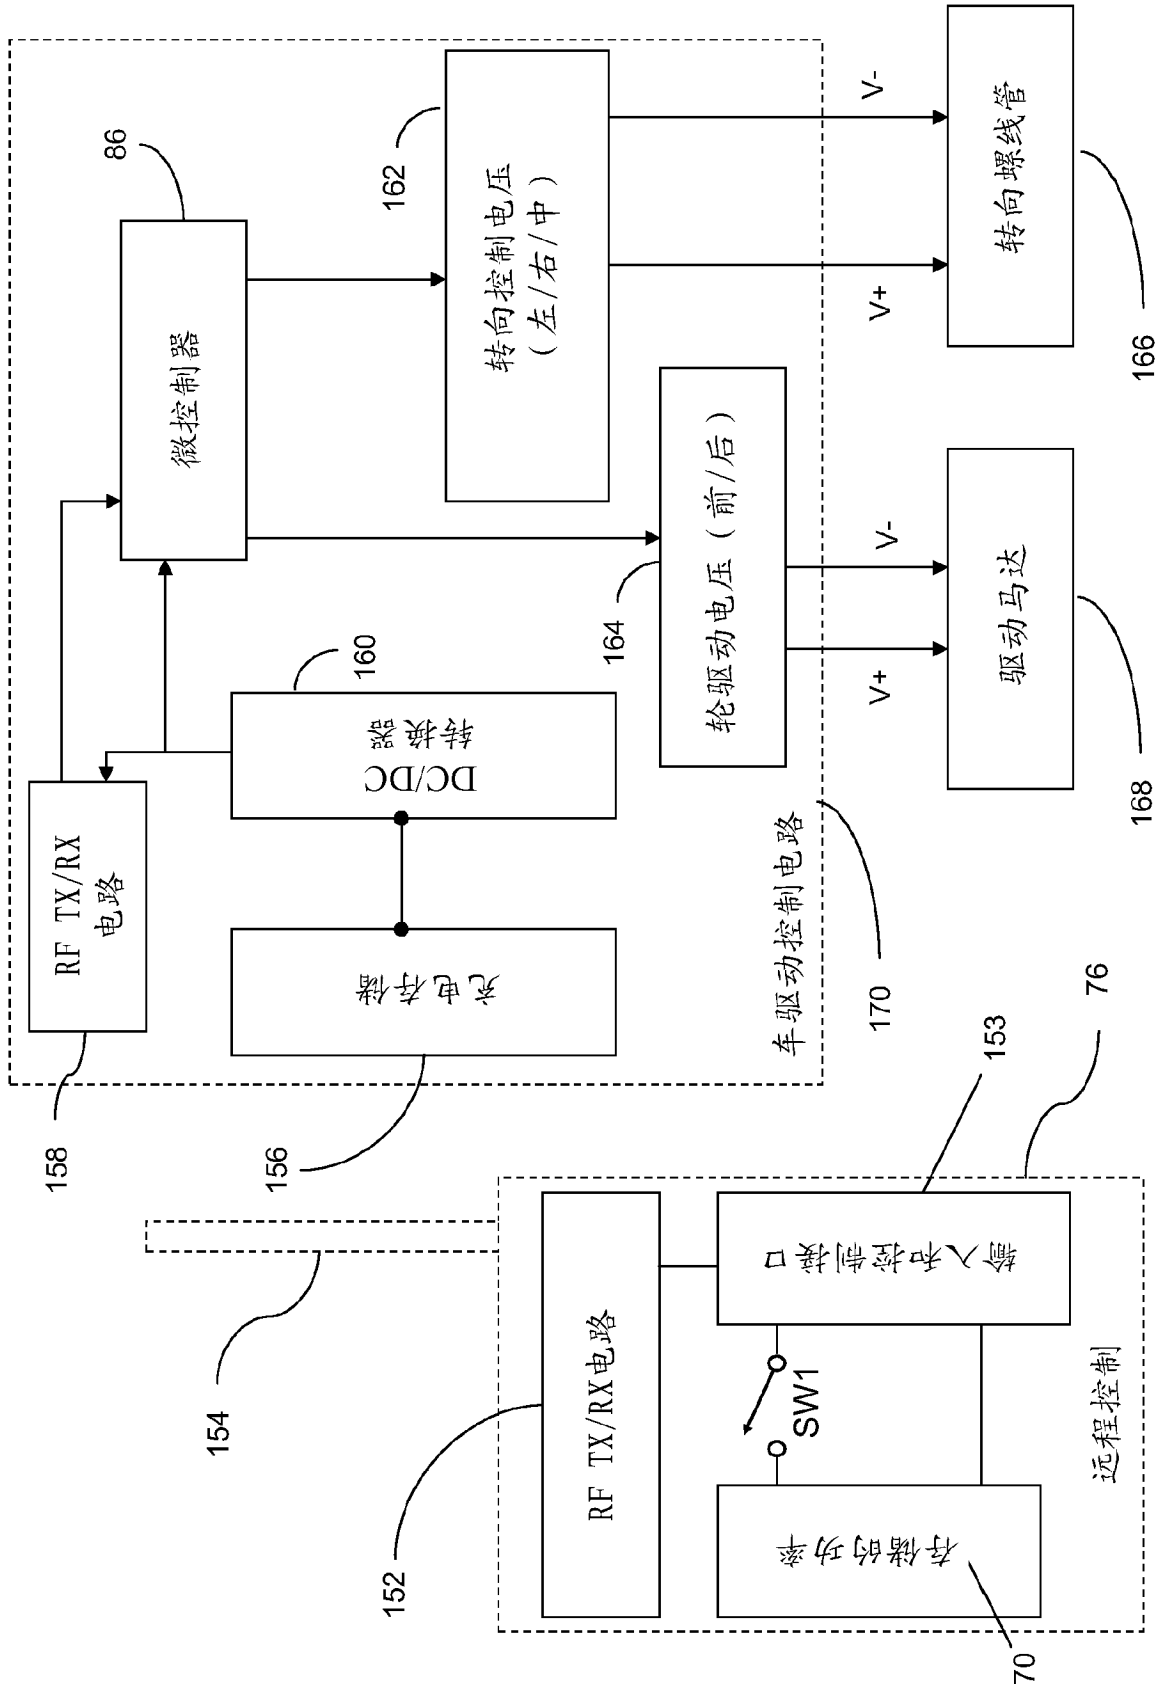 RF TX/RX
电路
158
微控制器
86
转向控制电压
(左/右/中)
162
DC/DC
转换器
160
充电存储
156
轮驱动电压(前/后)
164
车驱动控制电路
170
V+
V-
V+
V-
驱动马达
168
转向螺线管
166
154
RF TX/RX电路
152
输入和控制接口
153
SW1
存储的功率
70
远程控制
76